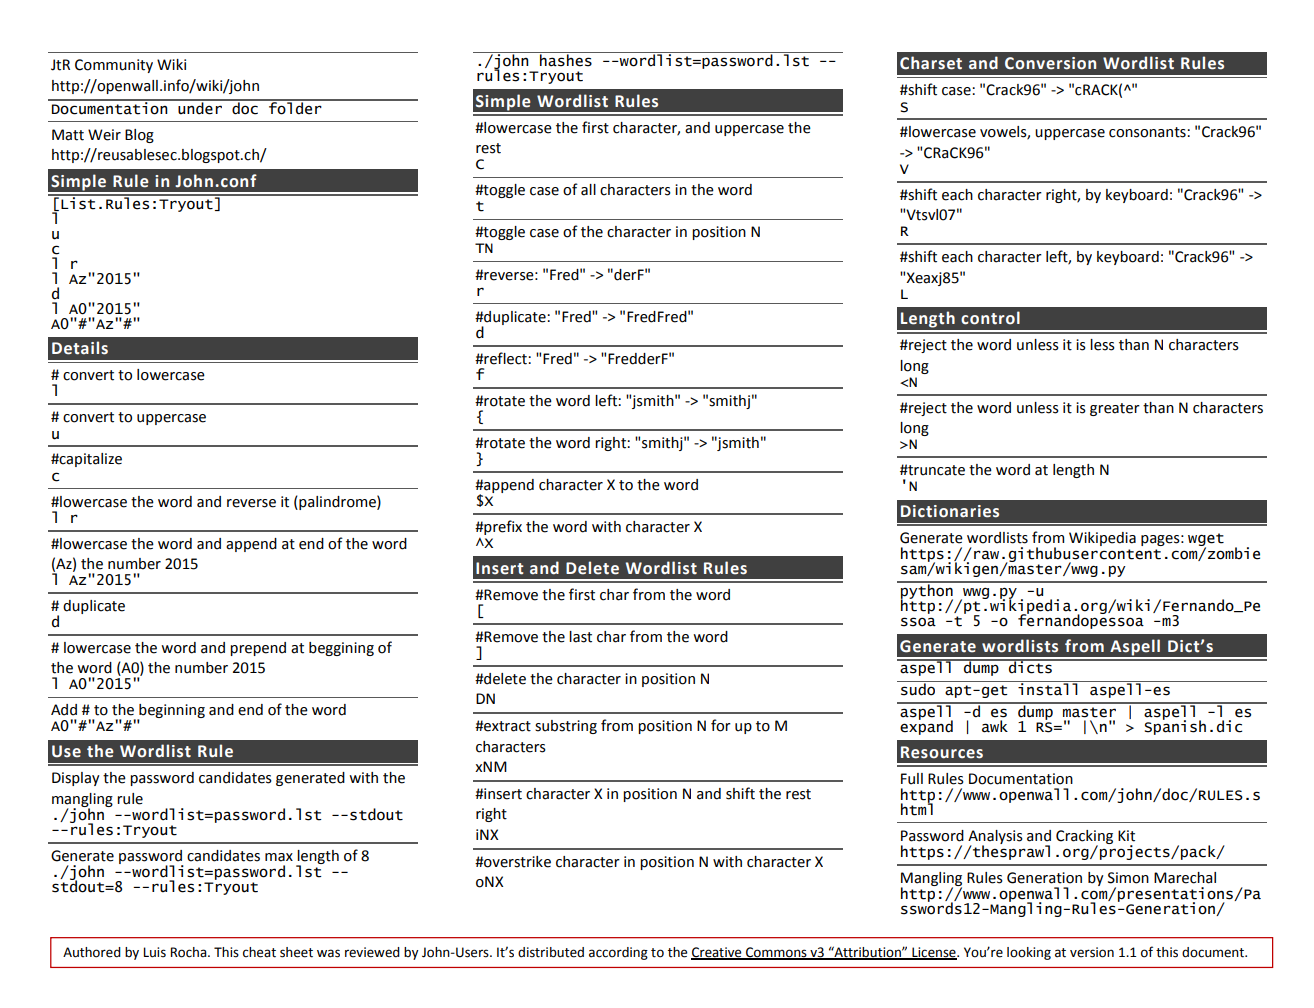 JtR Community Wiki
http://openwall.info/wiki/john
Documentation under doc folder
Matt Weir Blog
http://reusablesec.blogspot.ch/
Simple Rule in John.conf
[List.Rules:Tryout]
l
u
c
l r
l Az"2015"
d
l A0"2015"
A0"#"Az"#"
Details
# convert to lowercase
l
# convert to uppercase
u
#capitalize
c
#lowercase the word and reverse it (palindrome)
l r
#lowercase the word and append at end of the word
(Az) the number 2015
l Az"2015"
# duplicate
d
# lowercase the word and prepend at beggining of
the word (A0) the number 2015
l A0"2015"
Add # to the beginning and end of the word
A0"#"Az"#"
Use the Wordlist Rule
Display the password candidates generated with the
mangling rule
./john --wordlist=password.lst --stdout
--rules:Tryout
Generate password candidates max length of 8
./john --wordlist=password.lst --
stdout=8 --rules:Tryout
./john hashes --wordlist=password.lst --
rules:Tryout
Simple Wordlist Rules
#lowercase the first character, and uppercase the
rest
C
#toggle case of all characters in the word
t
#toggle case of the character in position N
TN
#reverse: "Fred" -> "derF"
r
#duplicate: "Fred" -> "FredFred"
d
#reflect: "Fred" -> "FredderF"
f
#rotate the word left: "jsmith" -> "smithj"
{
#rotate the word right: "smithj" -> "jsmith"
}
#append character X to the word
$X
#prefix the word with character X
^X
Insert and Delete Wordlist Rules
#Remove the first char from the word
[
#Remove the last char from the word
]
#delete the character in position N
DN
#extract substring from position N for up to M
characters
xNM
#insert character X in position N and shift the rest
right
iNX
#overstrike character in position N with character X
oNX
Charset and Conversion Wordlist Rules
#shift case: "Crack96" -> "cRACK(^"
S
#lowercase vowels, uppercase consonants: "Crack96"
-> "CRaCK96"
V
#shift each character right, by keyboard: "Crack96" ->
"Vtsvl07"
R
#shift each character left, by keyboard: "Crack96" ->
"Xeaxj85"
L
Length control
#reject the word unless it is less than N characters
long
<N
#reject the word unless it is greater than N characters
long
>N
#truncate the word at length N
'N
Dictionaries
Generate wordlists from Wikipedia pages: wget
https://raw.githubusercontent.com/zombie
sam/wikigen/master/wwg.py
python wwg.py -u
http://pt.wikipedia.org/wiki/Fernando_Pe
ssoa -t 5 -o fernandopessoa -m3
Generate wordlists from Aspell Dict’s
aspell dump dicts
sudo apt-get install aspell-es
aspell -d es dump master | aspell -l es
expand | awk 1 RS=" |\n" > Spanish.dic
Resources
Full Rules Documentation
http://www.openwall.com/john/doc/RULES.s
html
Password Analysis and Cracking Kit
https://thesprawl.org/projects/pack/
Mangling Rules Generation by Simon Marechal
http://www.openwall.com/presentations/Pa
sswords12-Mangling-Rules-Generation/
Authored by Luis Rocha. This cheat sheet was reviewed by John-Users. It’s distributed according to the Creative Commons v3 “Attribution” License. You’re looking at version 1.1 of this document.